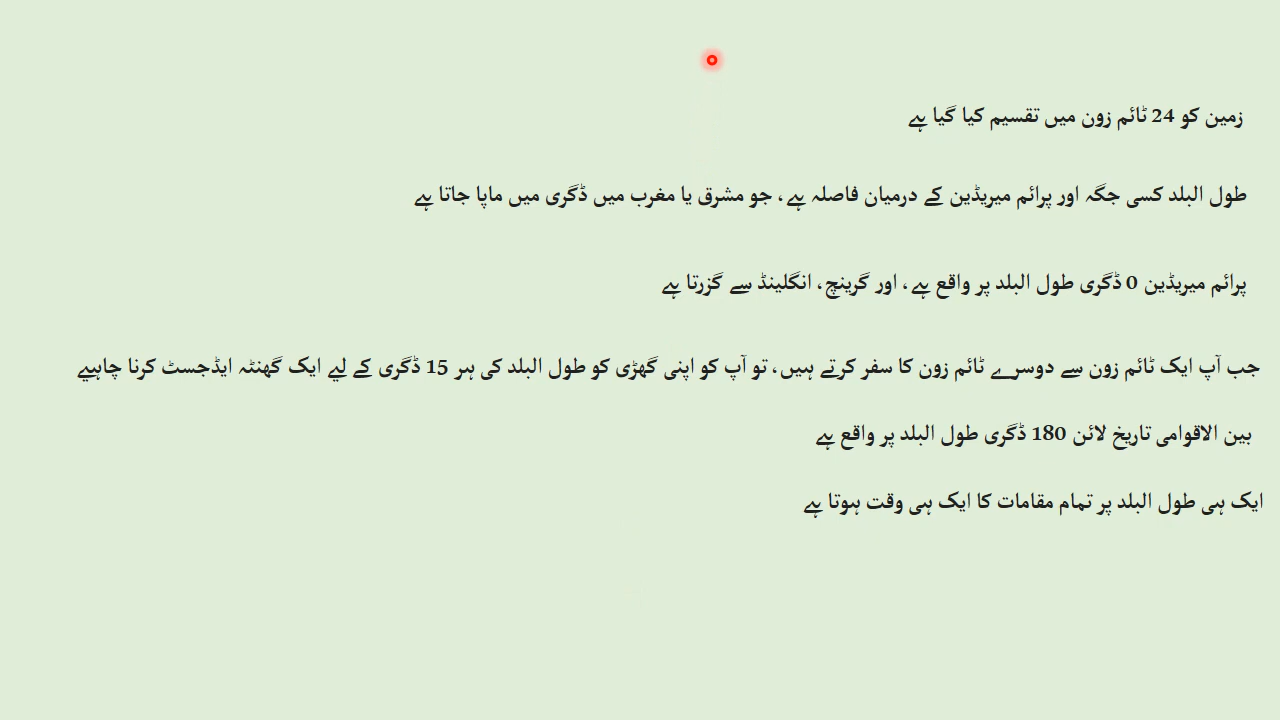 زمین کو 24 ٹائم زون میں تقسیم کیا گیا ہے
طول البلد کسی جگہ اور پرائم میریڈین کے درمیان فاصلہ ہے، جو مشرق یا مغرب میں ڈگری میں ماپا جاتا ہے
پرائم میریڈین 0 ڈگری طول البلد پر واقع ہے، اور گرینچ، انگلینڈ سے گزرتا ہے
جب آپ ایک ٹائم زون سے دوسرے ٹائم زون کا سفر کرتے ہیں، تو آپ کو اپنی گھڑی کو طول البلد کی ہر 15 ڈگری کے لیے ایک گھنٹہ ایڈجسٹ کرنا چاہیے
بین الاقوامی تاریخ لائن 180 ڈگری طول البلد پر واقع ہے
ایک ہی طول البلد پر تمام مقامات کا ایک ہی وقت ہوتا ہے